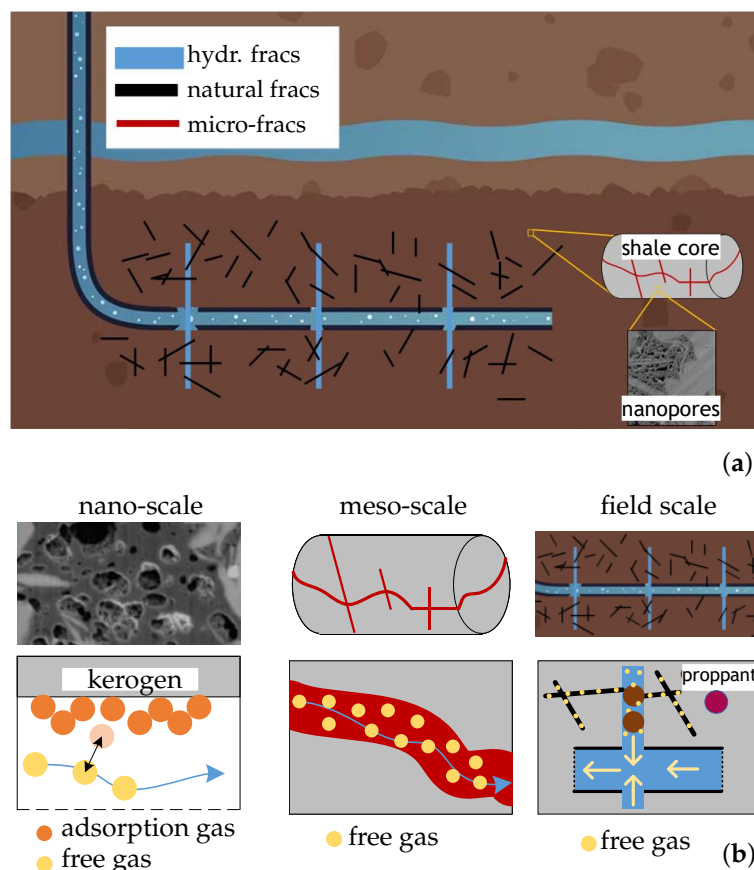 hydr. fracs
natural fracs
micro-fracs
shale core
nanopores
(a)
nano-scale
meso-scale
field scale
kerogen
proppant
adsorption gas
free gas
free gas
free gas
(b)